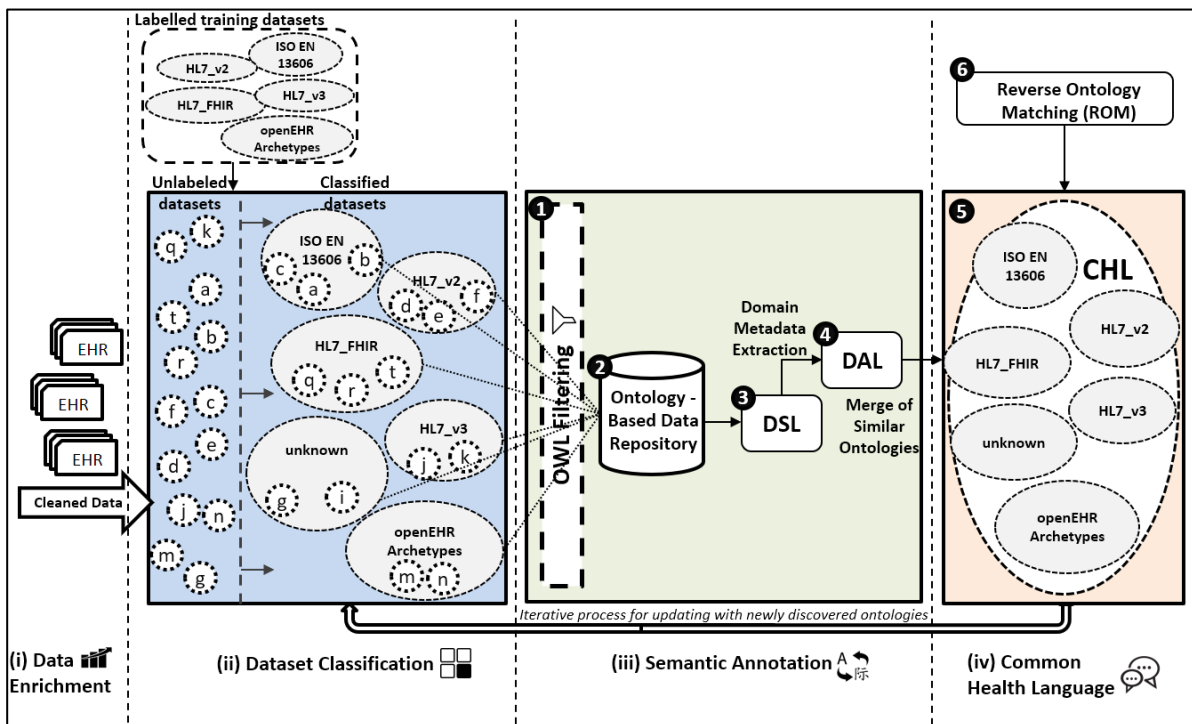 Labelled training datasets
ISO EN
13606
HL7_v2
HL7_FHIR
HL7_v3
openEHR
Archetypes
Unlabeled
datasets
Classified
datasets
q
k
a
t
b
r
f
c
e
d
j
n
m
g
ISO EN
13606
c
b
a
HL7_v2
d
e
f
HL7_FHIR
q
r
t
HL7_v3
j
k
unknown
g
i
openEHR
Archetypes
m
n
EHR
EHR
EHR
Cleaned Data
1
OWL Filtering
2
Ontology -
Based Data
Repository
3
DSL
Domain
Metadata
Extraction
4
DAL
Merge of
Similar
Ontologies
6
Reverse Ontology
Matching (ROM)
5
CHL
ISO EN
13606
HL7_v2
HL7_FHIR
HL7_v3
unknown
openEHR
Archetypes
Iterative process for updating with newly discovered ontologies
(i) Data
Enrichment
(ii) Dataset Classification
(iii) Semantic Annotation
A
际
(iv) Common
Health Language